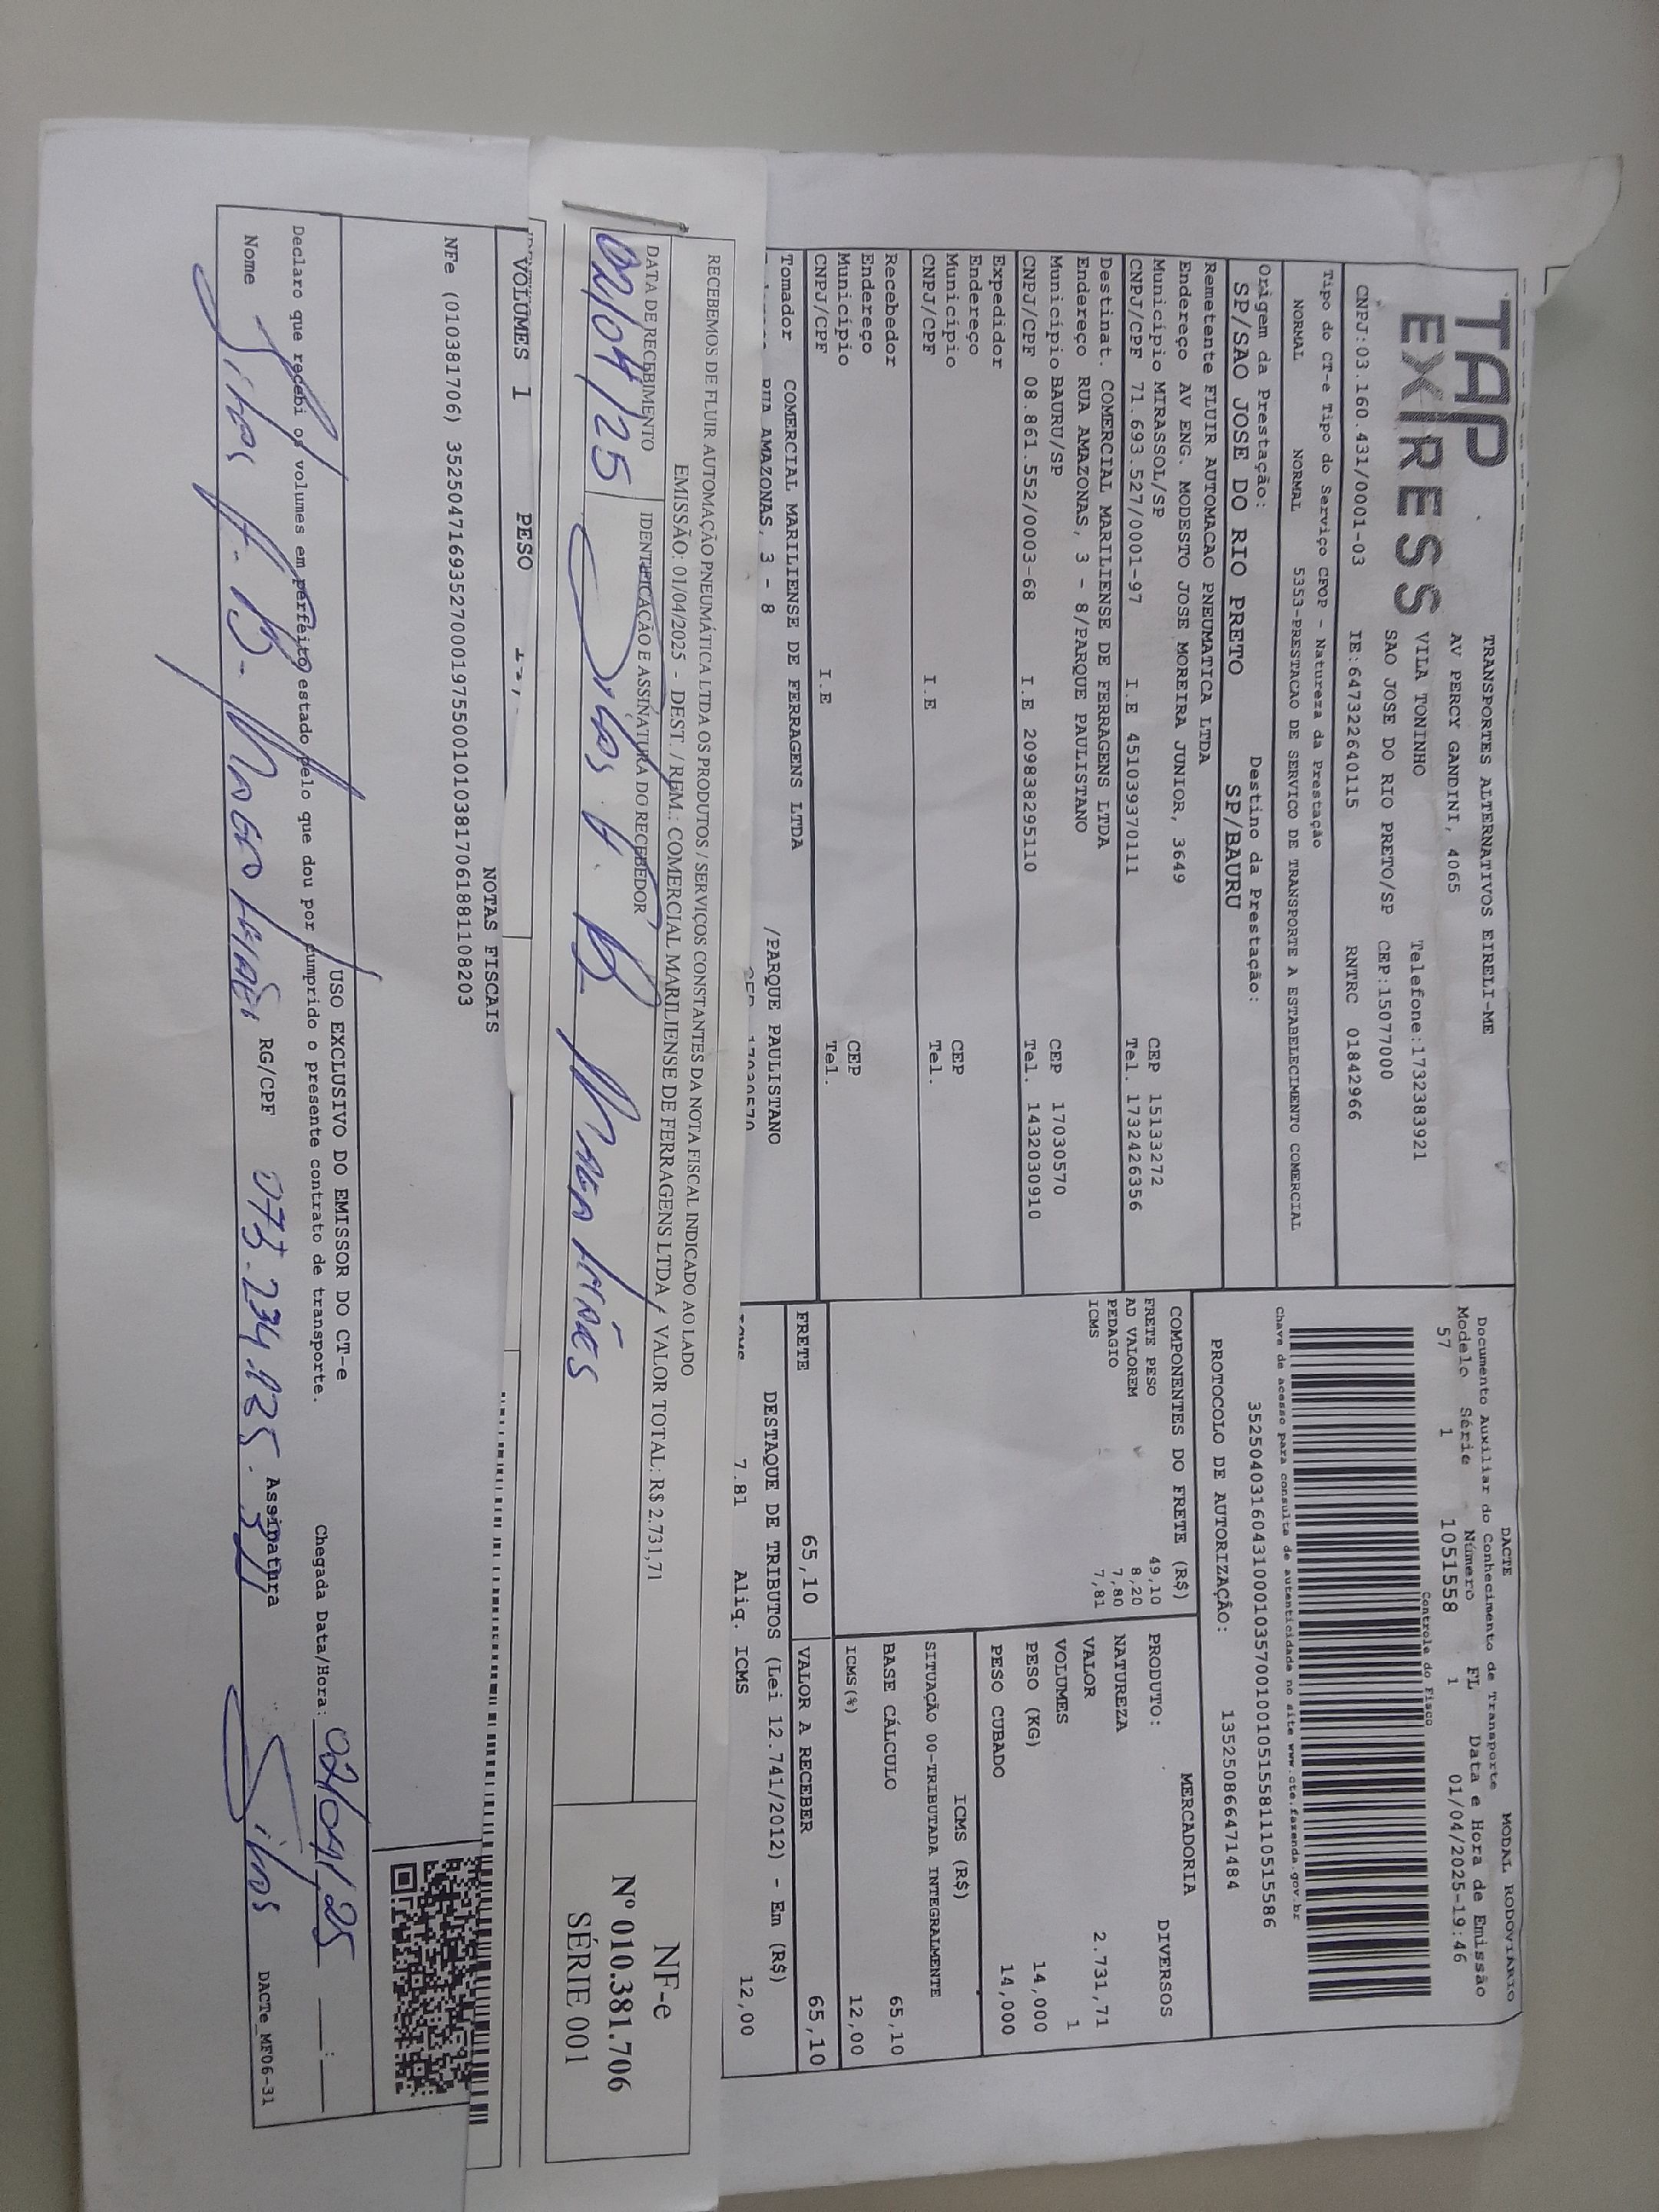 TAP
EXPRESS
TRANSPORTES ALTERNATIVOS EIRELI-ME
AV PERCY GANDINI, 4065
VILA TONINHO Telefone:1732383921
SAO JOSE DO RIO PRETO/SP CEP:15077000
CNPJ:03.160.431/0001-03 IE:647322640115 RNTRC 01842966
Tipo do CT-e Tipo do Serviço CFOP - Natureza da Prestação
NORMAL NORMAL 5353-PRESTACAO DE SERVICO DE TRANSPORTE A ESTABELECIMENTO COMERCIAL
Origem da Prestação: Destino da Prestação:
SP/SAO JOSE DO RIO PRETO SP/BAURU
Remetente FLUIR AUTOMACAO PNEUMATICA LTDA
Endereço AV ENG. MODESTO JOSE MOREIRA JUNIOR, 3649
Município MIRASSOL/SP CEP 15133272
CNPJ/CPF 71.693.527/0001-97 I.E 451039370111 Tel. 1732426356
Destinat. COMERCIAL MARILIENSE DE FERRAGENS LTDA
Endereço RUA AMAZONAS, 3 - 8/PARQUE PAULISTANO
Município BAURU/SP CEP 17030570
CNPJ/CPF 08.861.552/0003-68 I.E 209838295110 Tel. 1432030910
Expedidor
Endereço
Município CEP
CNPJ/CPF I.E Tel.
Recebedor
Endereço
Município CEP
CNPJ/CPF I.E Tel.
Tomador COMERCIAL MARILIENSE DE FERRAGENS LTDA
RUA AMAZONAS, 3 - 8 /PARQUE PAULISTANO
CEP 17030570
DACTE MODAL RODOVIÁRIO
Documento Auxiliar do Conhecimento de Transporte
Modelo Série Número FL Data e Hora de Emissão
57 1 1051558 1 01/04/2025-19:46
Controle do Fisco
Chave de acesso para consulta de autenticidade no site www.cte.fazenda.gov.br
35250403160431000103570010010515581110515586
PROTOCOLO DE AUTORIZAÇÃO: 135250866471484
COMPONENTES DO FRETE (R$)
FRETE PESO 49,10
AD VALOREM 8,20
PEDAGIO 7,80
ICMS 7,81
MERCADORIA
PRODUTO: DIVERSOS
NATUREZA
VALOR 2.731,71
VOLUMES 1
PESO (KG) 14,000
PESO CUBADO 14,000
ICMS (R$)
SITUAÇÃO 00-TRIBUTADA INTEGRALMENTE
BASE CÁLCULO 65,10
ICMS(%) 12,00
FRETE 65,10 VALOR A RECEBER 65,10
DESTAQUE DE TRIBUTOS (Lei 12.741/2012) - Em (R$)
ICMS 7.81 Aliq. ICMS 12,00
RECEBEMOS DE FLUIR AUTOMAÇÃO PNEUMÁTICA LTDA OS PRODUTOS / SERVIÇOS CONSTANTES DA NOTA FISCAL INDICADO AO LADO
EMISSÃO: 01/04/2025 - DEST. / REM.: COMERCIAL MARILIENSE DE FERRAGENS LTDA / VALOR TOTAL: R$ 2.731,71
DATA DE RECEBIMENTO IDENTIFICAÇÃO E ASSINATURA DO RECEBEDOR
02/04/25 Silas
NF-e
Nº 010.381.706
SÉRIE 001
VOLUMES 1 PESO
NOTAS FISCAIS
NFe (010381706) 35250471693527000197550010103817061881108203
USO EXCLUSIVO DO EMISSOR DO CT-e
Declaro que recebi os volumes em perfeito estado pelo que dou por cumprido o presente contrato de transporte. Chegada Data/Hora: 02/04/25 __:__
Nome Silas RG/CPF Assinatura Silas DACTe_MF06-31